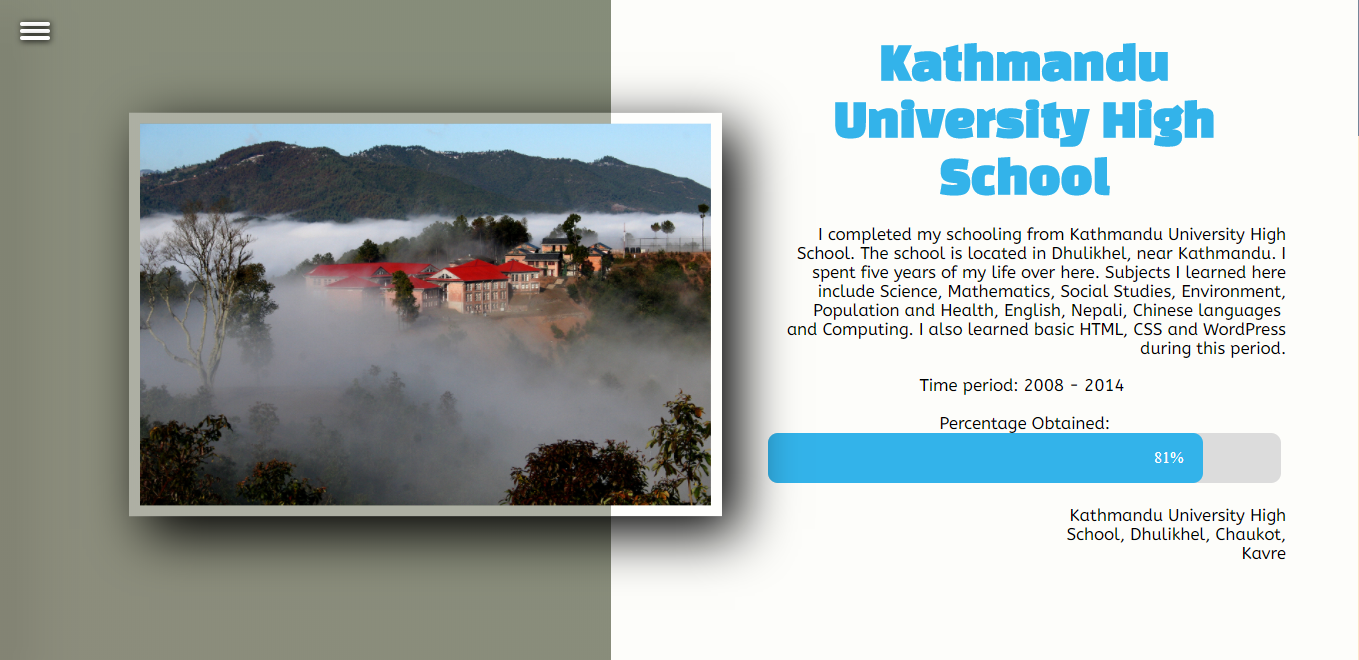 Kathmandu
University High
School
I completed my schooling from Kathmandu University High
School. The school is located in Dhulikhel, near Kathmandu. I
spent five years of my life over here. Subjects I learned here
include Science, Mathematics, Social Studies, Environment,
Population and Health, English, Nepali, Chinese languages
and Computing. I also learned basic HTML, CSS and WordPress
during this period.
Time period: 2008 - 2014
Percentage Obtained:
81%
Kathmandu University High
School, Dhulikhel, Chaukot,
Kavre